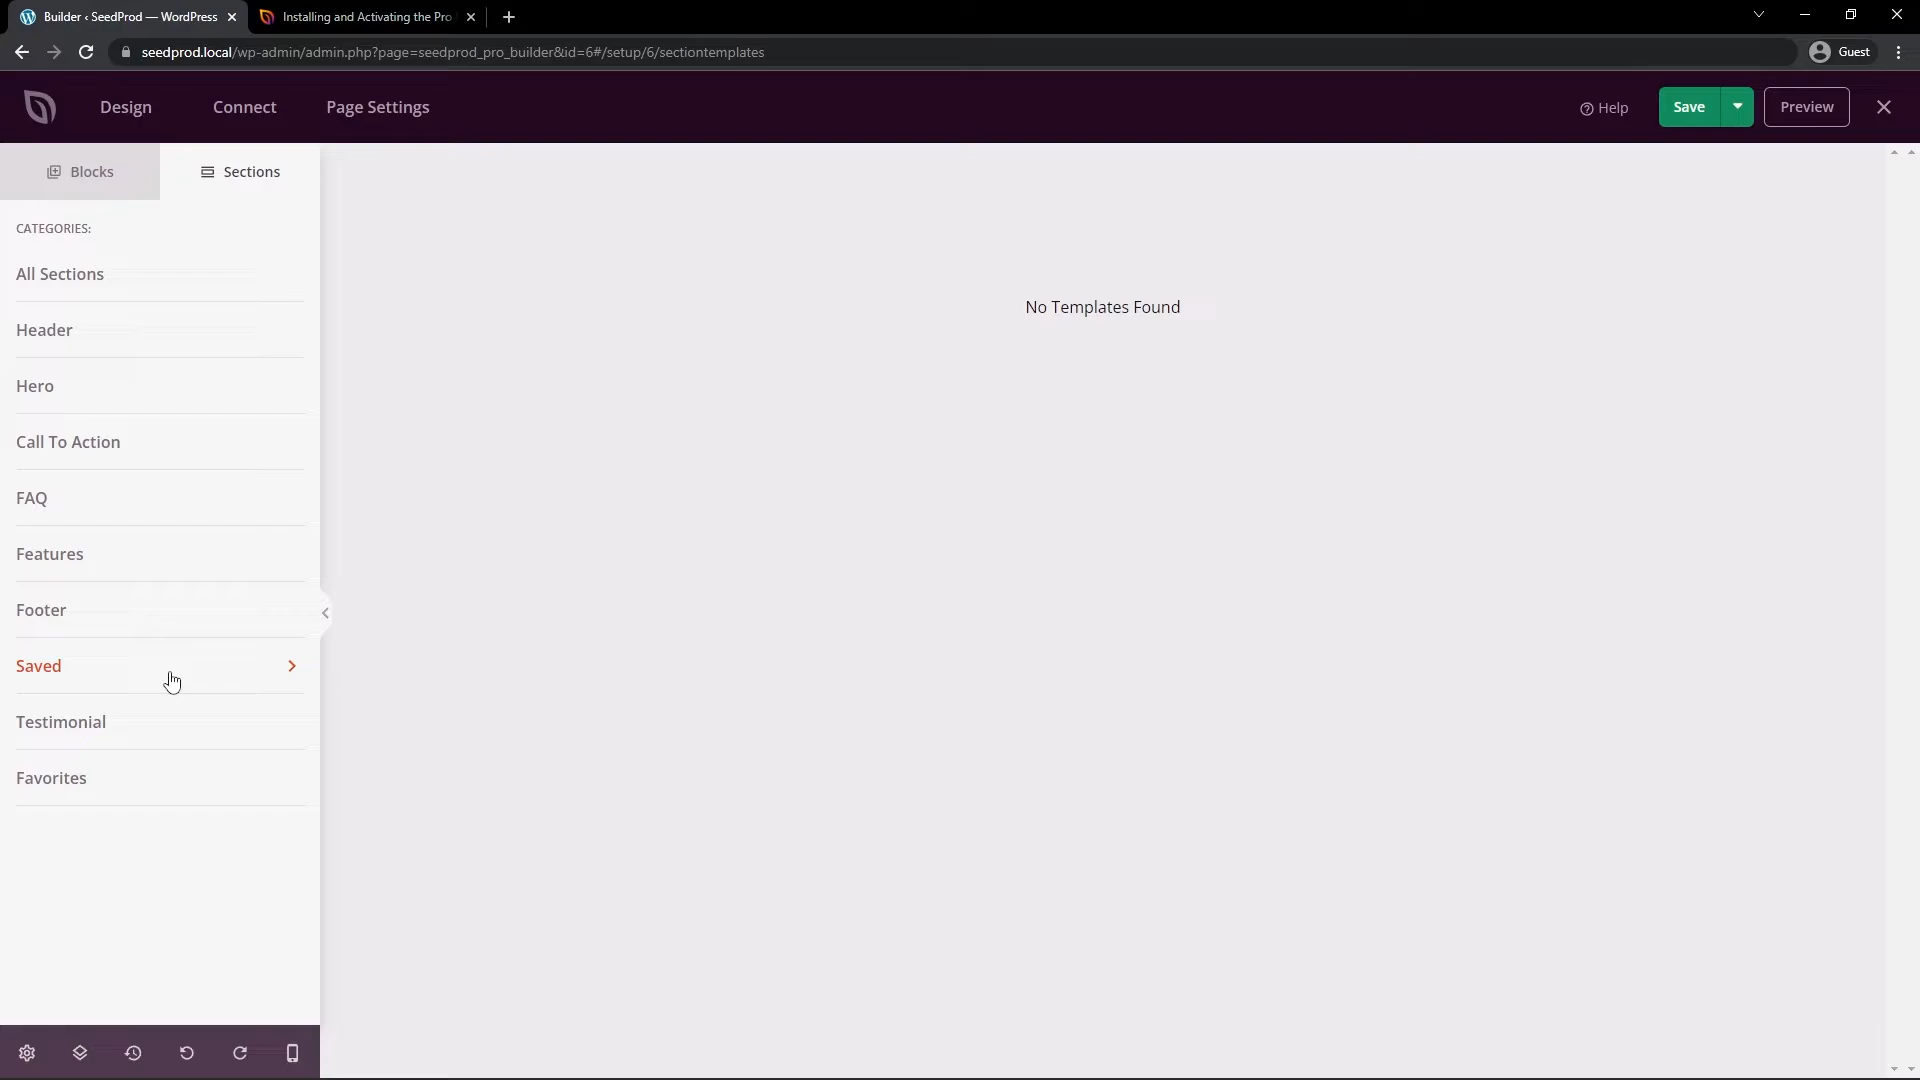 Builder ‹ SeedProd — WordPress
Installing and Activating the Pro
seedprod.local/wp-admin/admin.php?page=seedprod_pro_builder&id=6#/setup/6/sectiontemplates
Guest
Design
Connect
Page Settings
Help
Save
Preview
Blocks
Sections
CATEGORIES:
All Sections
Header
Hero
Call To Action
FAQ
Features
Footer
Saved
Testimonial
Favorites
No Templates Found